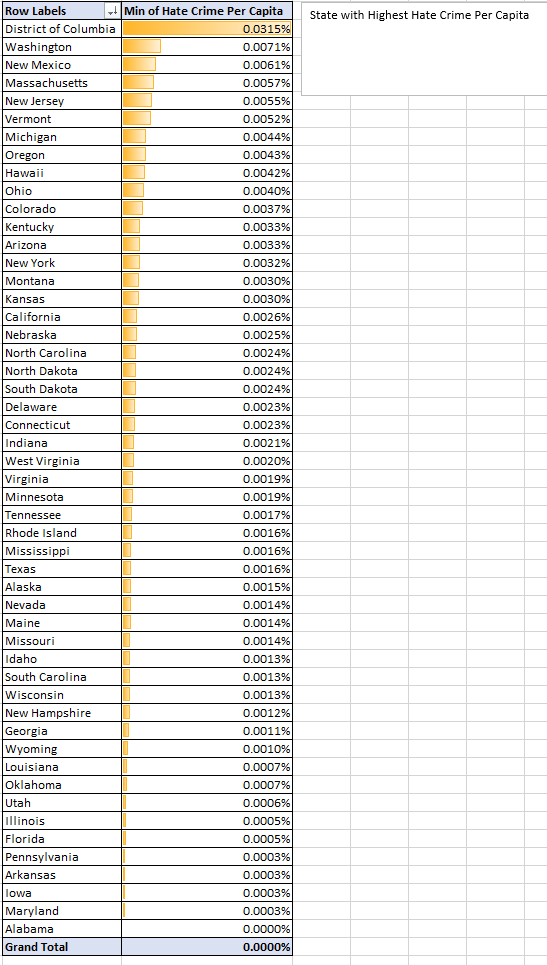 Row Labels Min of Hate Crime Per Capita State with Highest Hate Crime Per Capita
District of Columbia 0.0315%
Washington 0.0071%
New Mexico 0.0061%
Massachusetts 0.0057%
New Jersey 0.0055%
Vermont 0.0052%
Michigan 0.0044%
Oregon 0.0043%
Hawaii 0.0042%
Ohio 0.0040%
Colorado 0.0037%
Kentucky 0.0033%
Arizona 0.0033%
New York 0.0032%
Montana 0.0030%
Kansas 0.0030%
California 0.0026%
Nebraska 0.0025%
North Carolina 0.0024%
North Dakota 0.0024%
South Dakota 0.0024%
Delaware 0.0023%
Connecticut 0.0023%
Indiana 0.0021%
West Virginia 0.0020%
Virginia 0.0019%
Minnesota 0.0019%
Tennessee 0.0017%
Rhode Island 0.0016%
Mississippi 0.0016%
Texas 0.0016%
Alaska 0.0015%
Nevada 0.0014%
Maine 0.0014%
Missouri 0.0014%
Idaho 0.0013%
South Carolina 0.0013%
Wisconsin 0.0013%
New Hampshire 0.0012%
Georgia 0.0011%
Wyoming 0.0010%
Louisiana 0.0007%
Oklahoma 0.0007%
Utah 0.0006%
Illinois 0.0005%
Florida 0.0005%
Pennsylvania 0.0003%
Arkansas 0.0003%
Iowa 0.0003%
Maryland 0.0003%
Alabama 0.0000%
Grand Total 0.0000%